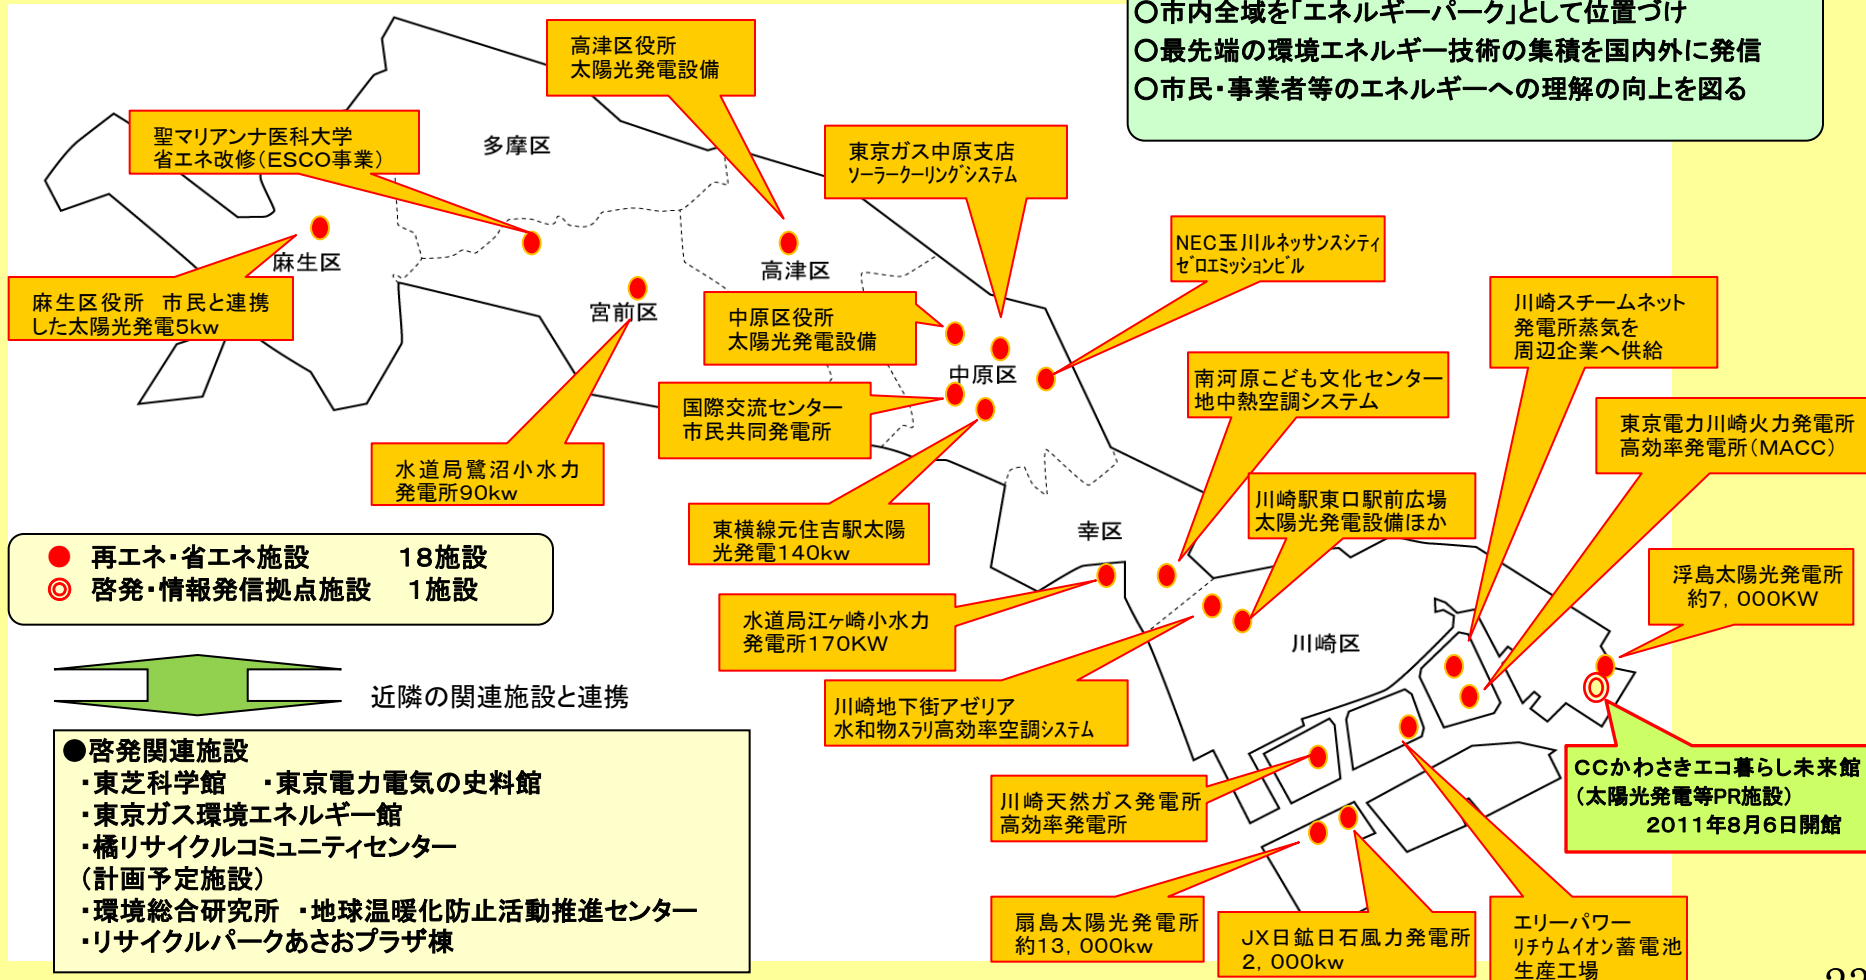 〇市内全域を「エネルギーパーク」として位置づけ
〇最先端の環境エネルギー技術の集積を国内外に発信
〇市民・事業者等のエネルギーへの理解の向上を図る
高津区役所
太陽光発電設備
聖マリアンナ医科大学
省エネ改修（ESCO事業）
多摩区
東京ガス中原支店
ソーラークーリングシステム
NEC玉川ルネッサンスシティ
ゼロエミッションビル
麻生区
高津区
宮前区
中原区
麻生区役所　市民と連携
した太陽光発電5kw
中原区役所
太陽光発電設備
川崎スチームネット
発電所蒸気を
周辺企業へ供給
南河原こども文化センター
地中熱空調システム
国際交流センター
市民共同発電所
東京電力川崎火力発電所
高効率発電所（MACC）
水道局鷺沼小水力
発電所90kw
川崎駅東口駅前広場
太陽光発電設備ほか
東横線元住吉駅太陽
光発電140kw
幸区
再エネ・省エネ施設　18施設
啓発・情報発信拠点施設　1施設
浮島太陽光発電所
約7，000KW
水道局江ヶ崎小水力
発電所170KW
川崎区
近隣の関連施設と連携
川崎地下街アゼリア
水和物スラリ高効率空調システム
●啓発関連施設
・東芝科学館　・東京電力電気の史料館
・東京ガス環境エネルギー館
・橘リサイクルコミュニティセンター
（計画予定施設）
・環境総合研究所　・地球温暖化防止活動推進センター
・リサイクルパークあさおプラザ棟
川崎天然ガス発電所
高効率発電所
CCかわさきエコ暮らし未来館
（太陽光発電等PR施設）
2011年8月6日開館
扇島太陽光発電所
約13，000kw
JX日鉱日石風力発電所
2，000kw
エリーパワー
リチウムイオン蓄電池
生産工場